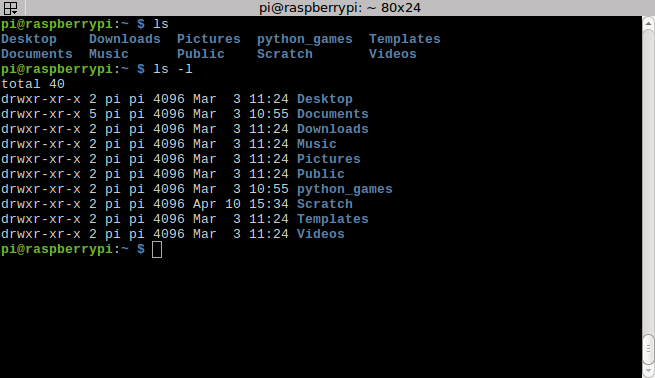 pi@raspberrypi: ~ 80x24
pi@raspberrypi:~ $ ls
Desktop    Downloads  Pictures  python_games  Templates
Documents  Music      Public    Scratch       Videos
pi@raspberrypi:~ $ ls -l
total 40
drwxr-xr-x 2 pi pi 4096 Mar  3 11:24 Desktop
drwxr-xr-x 5 pi pi 4096 Mar  3 10:55 Documents
drwxr-xr-x 2 pi pi 4096 Mar  3 11:24 Downloads
drwxr-xr-x 2 pi pi 4096 Mar  3 11:24 Music
drwxr-xr-x 2 pi pi 4096 Mar  3 11:24 Pictures
drwxr-xr-x 2 pi pi 4096 Mar  3 11:24 Public
drwxr-xr-x 2 pi pi 4096 Mar  3 10:55 python_games
drwxr-xr-x 2 pi pi 4096 Apr 10 15:34 Scratch
drwxr-xr-x 2 pi pi 4096 Mar  3 11:24 Templates
drwxr-xr-x 2 pi pi 4096 Mar  3 11:24 Videos
pi@raspberrypi:~ $